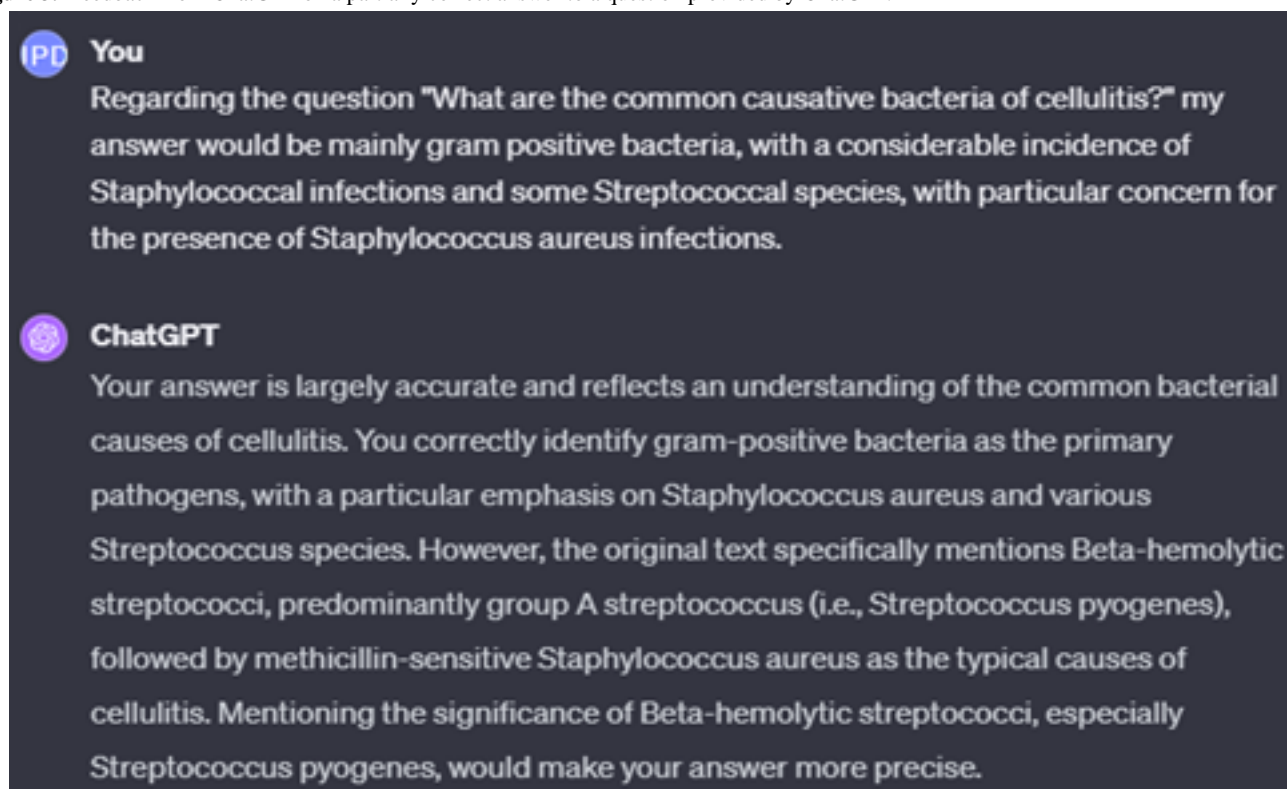 IPD
You
Regarding the question "What are the common causative bacteria of cellulitis?" my
answer would be mainly gram positive bacteria, with a considerable incidence of
Staphylococcal infections and some Streptococcal species, with particular concern for
the presence of Staphylococcus aureus infections.
ChatGPT
Your answer is largely accurate and reflects an understanding of the common bacterial
causes of cellulitis. You correctly identify gram-positive bacteria as the primary
pathogens, with a particular emphasis on Staphylococcus aureus and various
Streptococcus species. However, the original text specifically mentions Beta-hemolytic
streptococci, predominantly group A streptococcus (i.e., Streptococcus pyogenes),
followed by methicillin-sensitive Staphylococcus aureus as the typical causes of
cellulitis. Mentioning the significance of Beta-hemolytic streptococci, especially
Streptococcus pyogenes, would make your answer more precise.